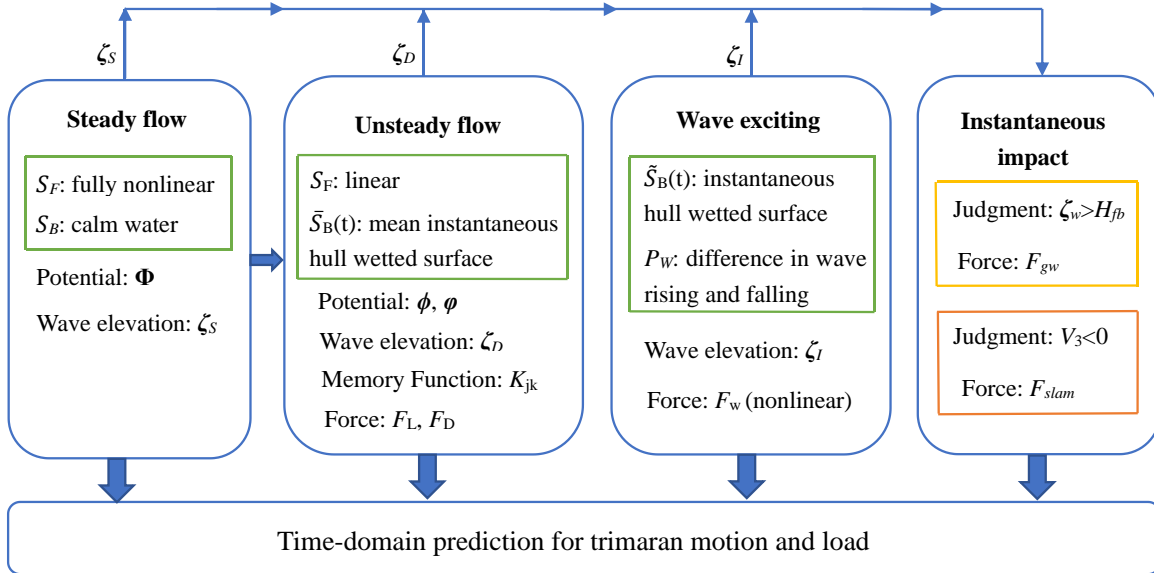 ζS
ζD
ζI
Steady flow
SF: fully nonlinear
SB: calm water
Potential: Φ
Wave elevation: ζS
Unsteady flow
SF: linear
S̄B(t): mean instantaneous
hull wetted surface
Potential: ϕ, φ
Wave elevation: ζD
Memory Function: Kjk
Force: FL, FD
Wave exciting
S̃B(t): instantaneous
hull wetted surface
PW: difference in wave
rising and falling
Wave elevation: ζI
Force: Fw (nonlinear)
Instantaneous
impact
Judgment: ζw>Hfb
Force: Fgw
Judgment: V3<0
Force: Fslam
Time-domain prediction for trimaran motion and load